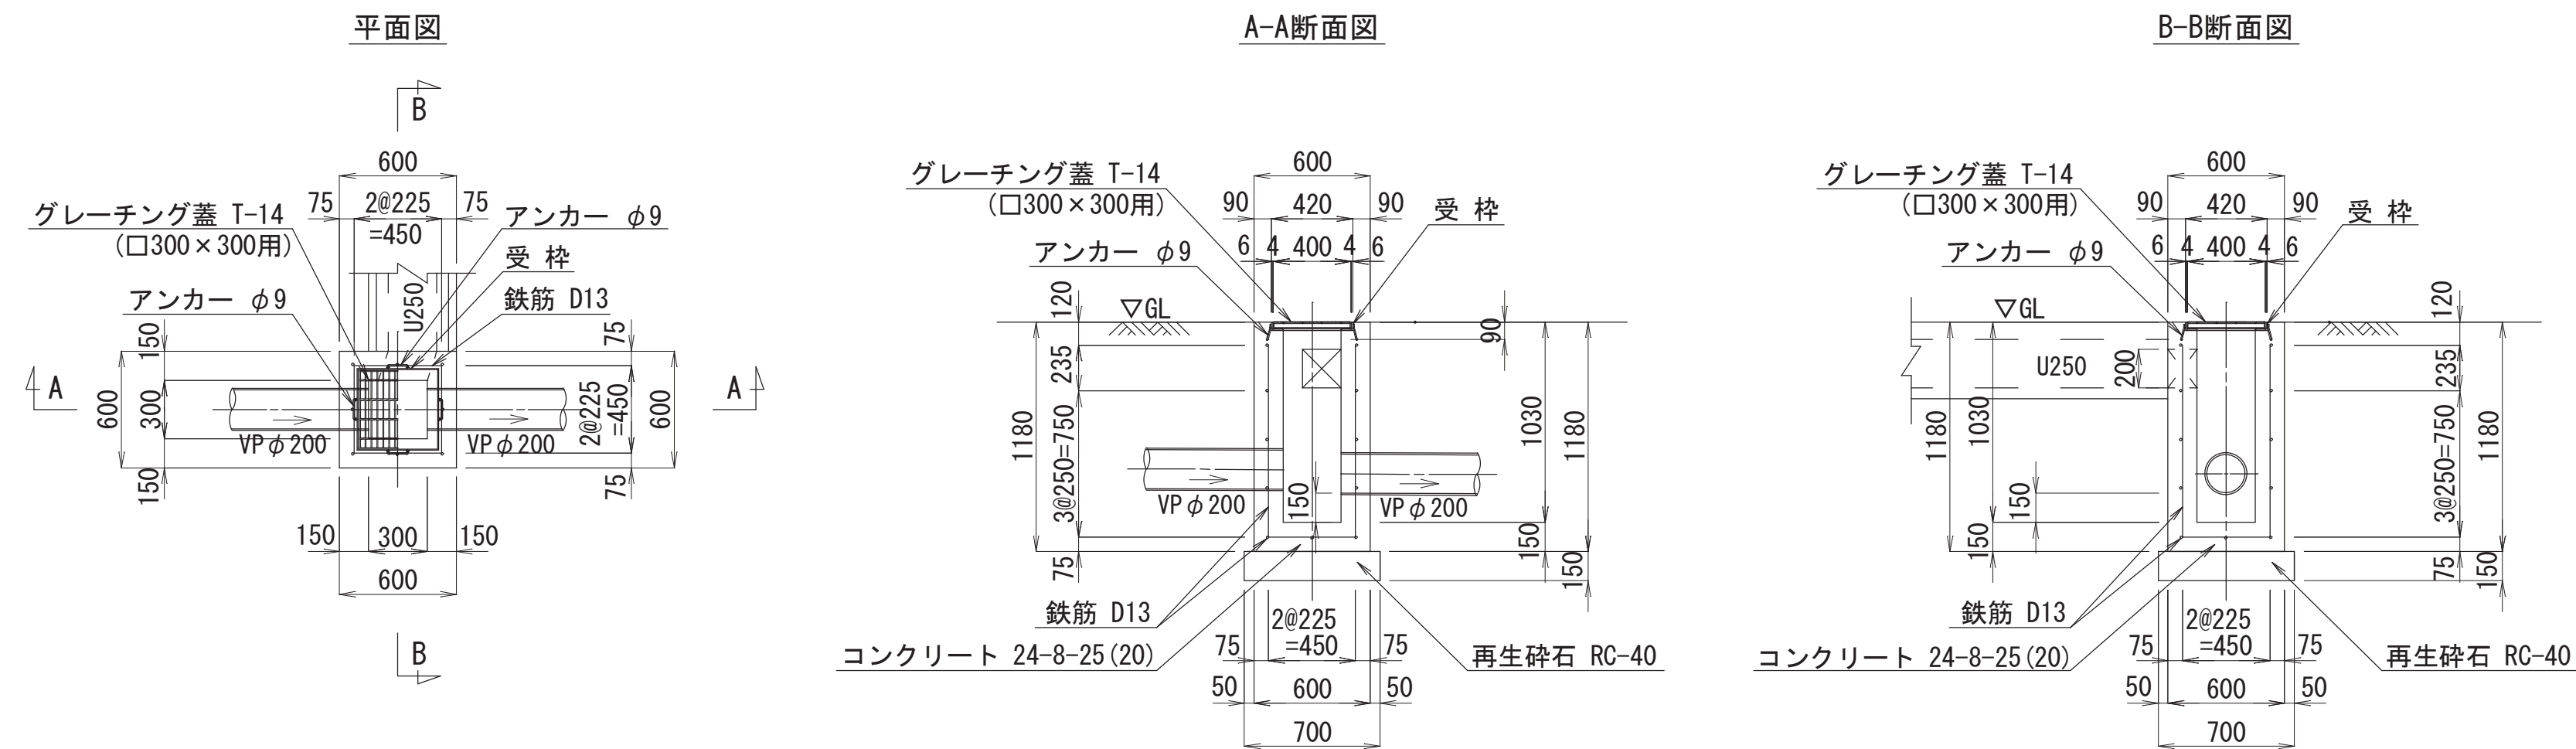 平面図
B
600
75
2@225
=450
75
グレーチング蓋 T-14
(□300×300用)
アンカー φ9
受 枠
アンカー φ9
鉄筋 D13
U250
150
75
A
600
300
2@225
=450
600
A
VPφ200
VPφ200
150
75
150
300
150
600
B
A-A断面図
600
グレーチング蓋 T-14
(□300×300用)
90
420
90
受 枠
アンカー φ9
6
4
400
4
6
120
▽GL
90
235
1180
3@250=750
1030
1180
VPφ200
150
VPφ200
75
150
150
鉄筋 D13
2@225
=450
75
75
コンクリート 24-8-25(20)
再生砕石 RC-40
50
600
50
700
B-B断面図
600
グレーチング蓋 T-14
(□300×300用)
90
420
90
受 枠
アンカー φ9
6
4
400
4
6
▽GL
120
U250
200
235
1180
1030
3@250=750
1180
150
150
75
150
鉄筋 D13
2@225
=450
75
75
コンクリート 24-8-25(20)
再生砕石 RC-40
50
600
50
700